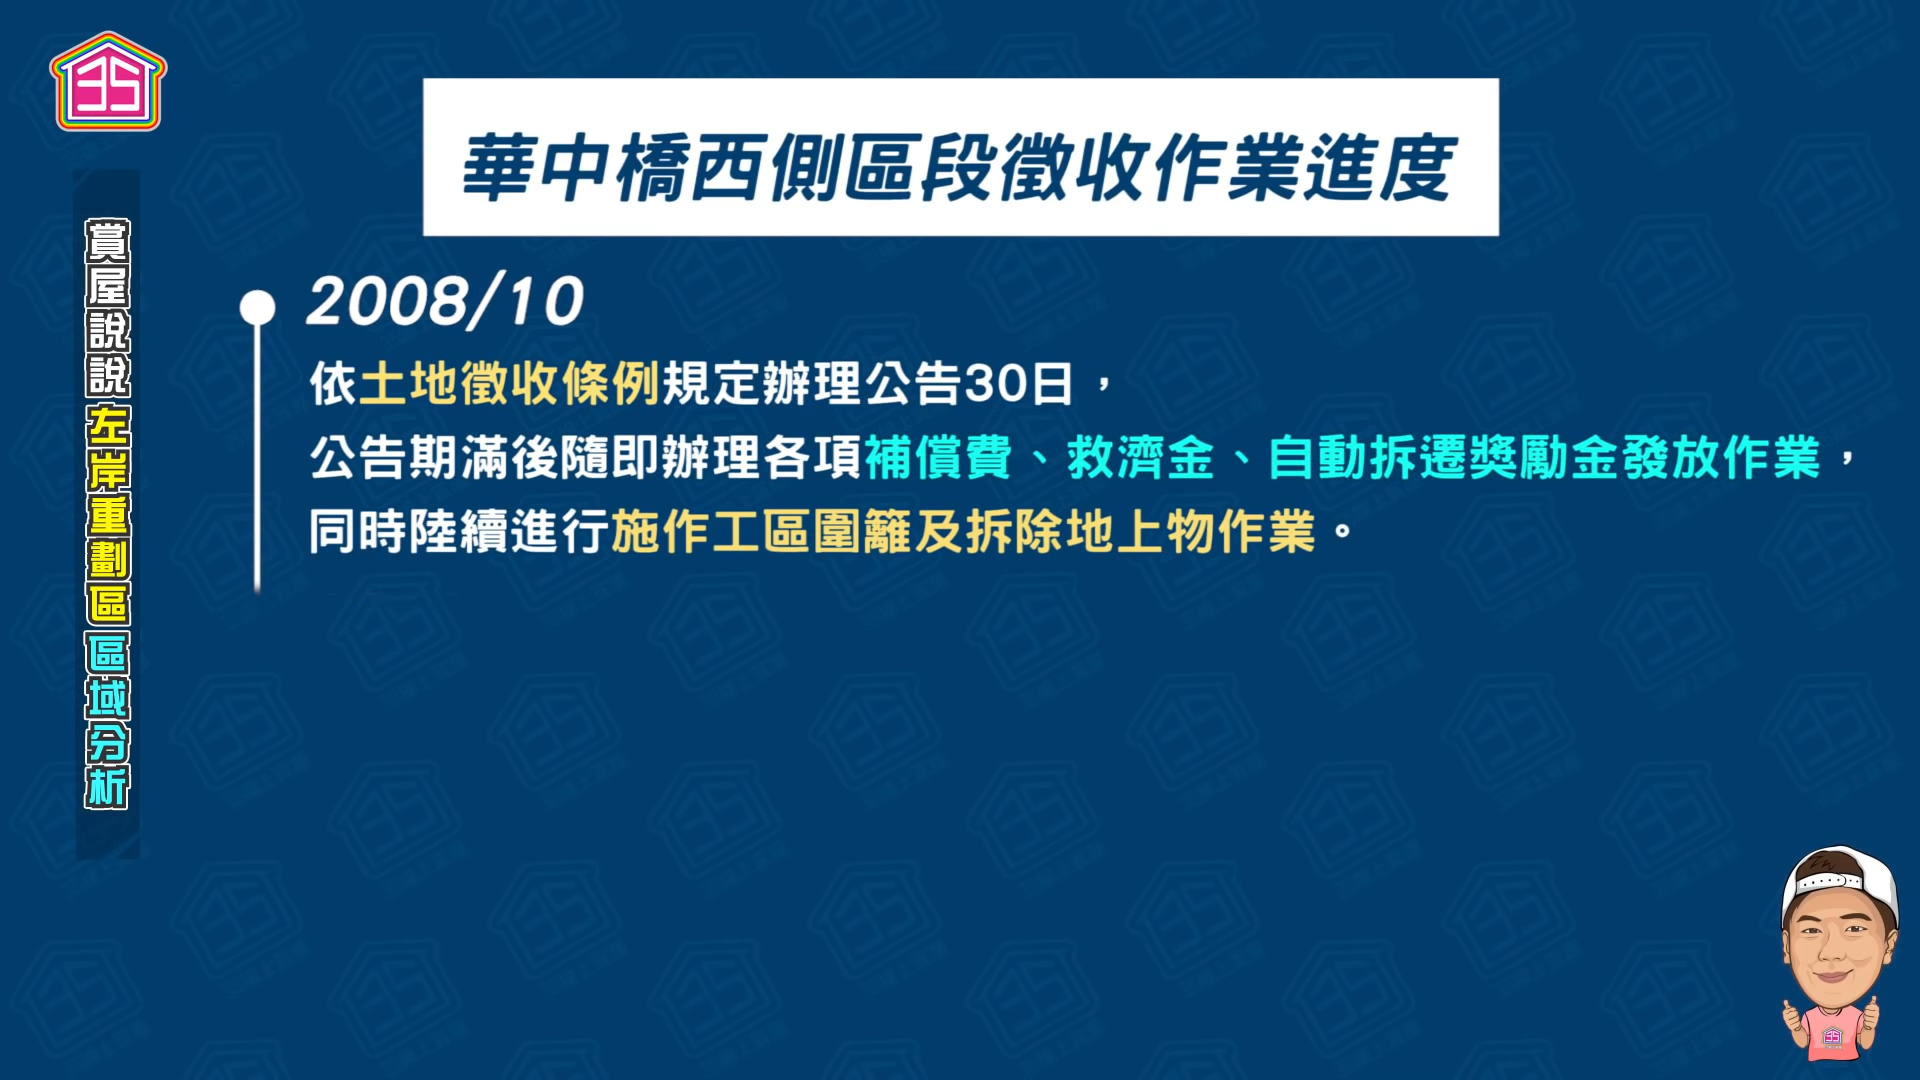 華中橋西側區段徵收作業進度
賞屋說說左岸重劃區區域分析
2008/10
依土地徵收條例規定辦理公告30日，
公告期滿後隨即辦理各項補償費、救濟金、自動拆遷獎勵金發放作業，
同時陸續進行施作工區圍籬及拆除地上物作業。